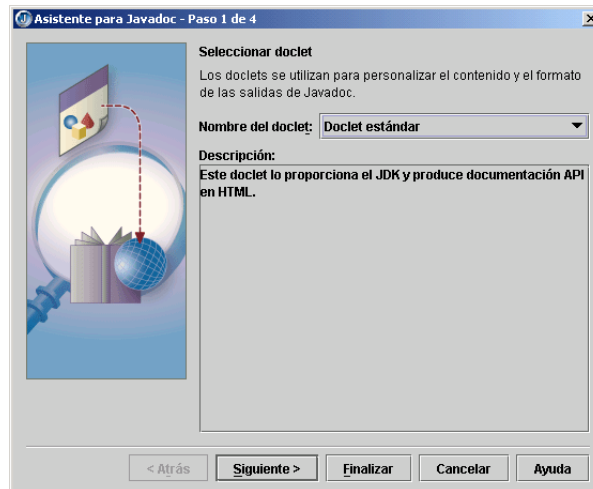 Asistente para Javadoc - Paso 1 de 4
Seleccionar doclet
Los doclets se utilizan para personalizar el contenido y el formato
de las salidas de Javadoc.
Nombre del doclet: Doclet estándar
Descripción:
Este doclet lo proporciona el JDK y produce documentación API
en HTML.
< Atrás Siguiente > Finalizar Cancelar Ayuda